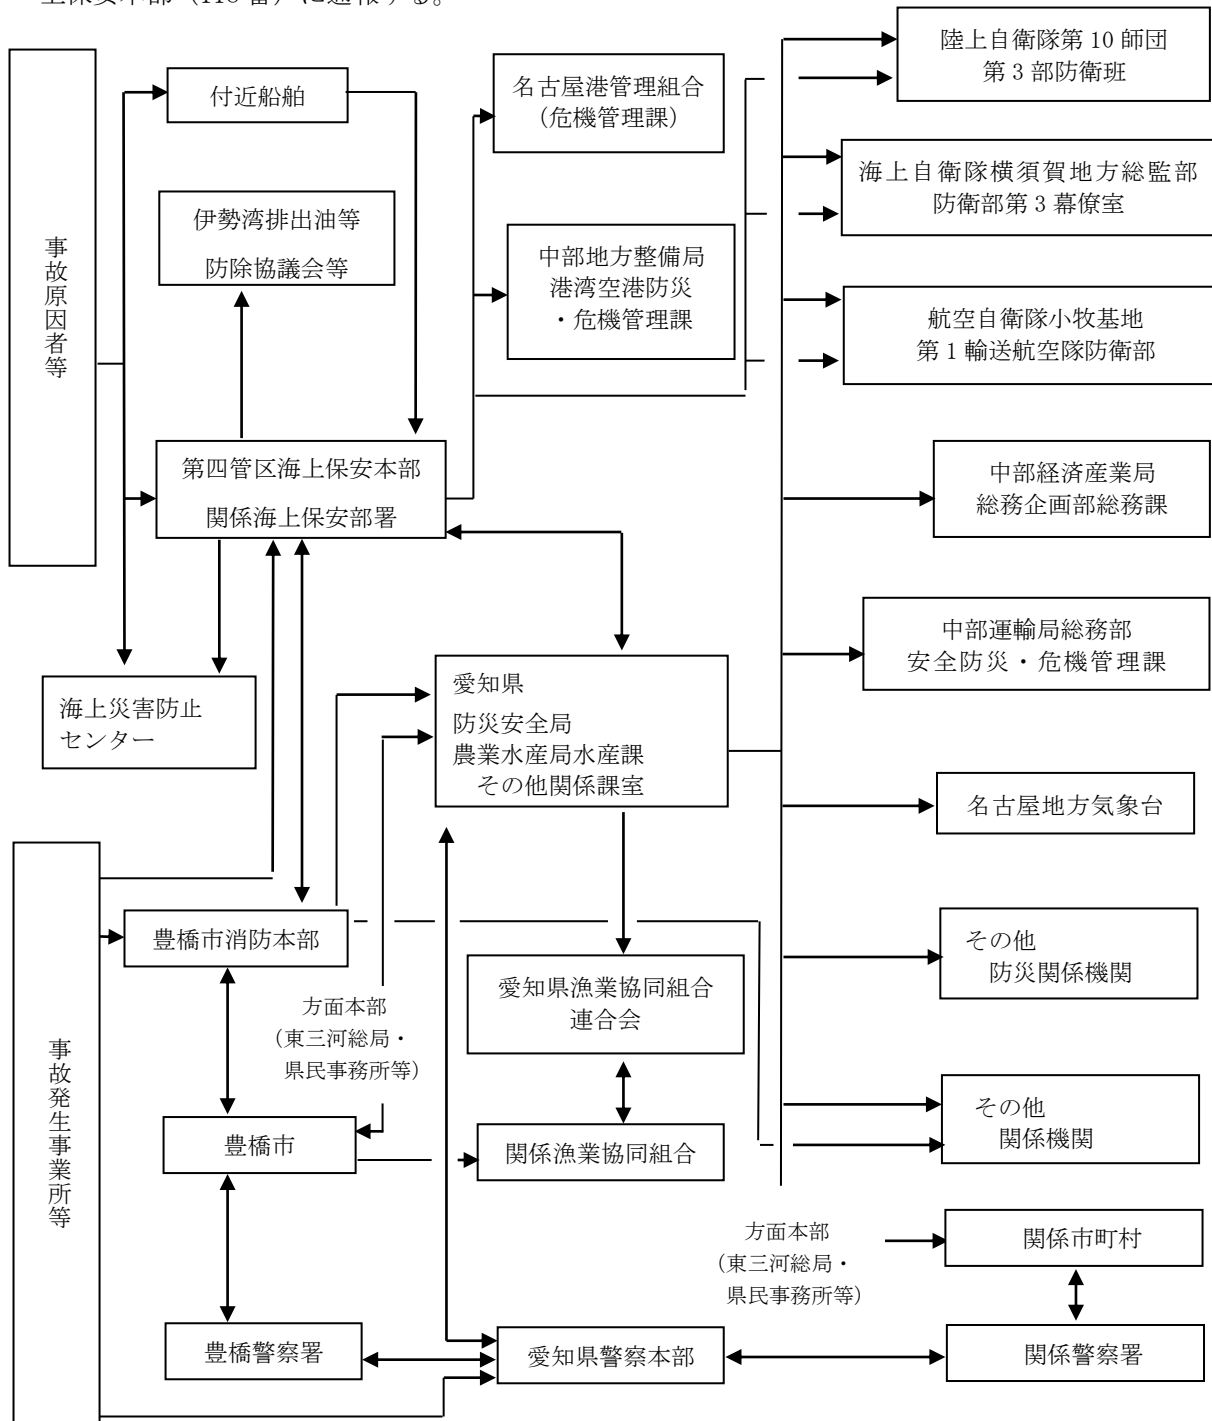 上保安本部（118 番）に通報する。
事故原因者等
付近船舶
伊勢湾排出油等
防除協議会等
第四管区海上保安本部
関係海上保安部署
海上災害防止
センター
名古屋港管理組合
（危機管理課）
中部地方整備局
港湾空港防災
・危機管理課
陸上自衛隊第 10 師団
第 3 部防衛班
海上自衛隊横須賀地方総監部
防衛部第 3 幕僚室
航空自衛隊小牧基地
第 1 輸送航空隊防衛部
中部経済産業局
総務企画部総務課
中部運輸局総務部
安全防災・危機管理課
愛知県
防災安全局
農業水産局水産課
その他関係課室
名古屋地方気象台
事故発生事業所等
豊橋市消防本部
方面本部
（東三河総局・
県民事務所等）
愛知県漁業協同組合
連合会
その他
防災関係機関
豊橋市
関係漁業協同組合
その他
関係機関
方面本部
（東三河総局・
県民事務所等）
関係市町村
豊橋警察署
愛知県警察本部
関係警察署